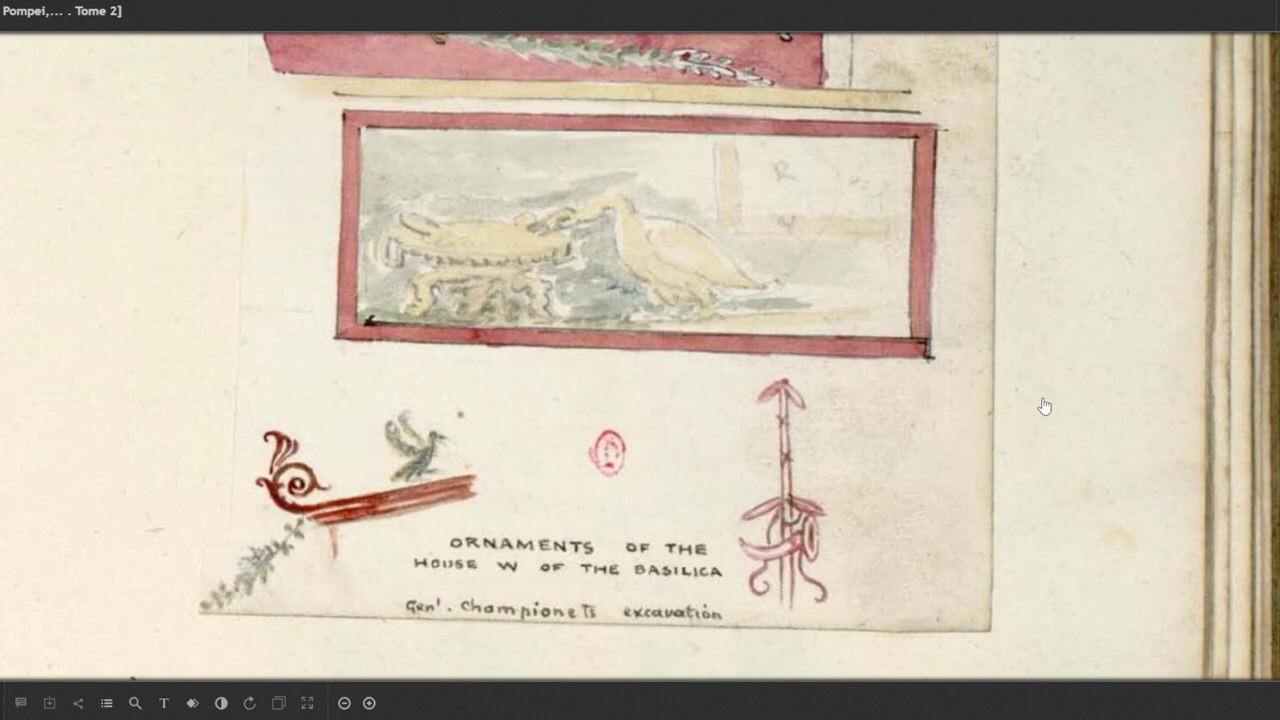 Pompei,... . Tome 2]
R
ORNAMENTS OF THE
HOUSE W OF THE BASILICA
Genl. Championets excavation